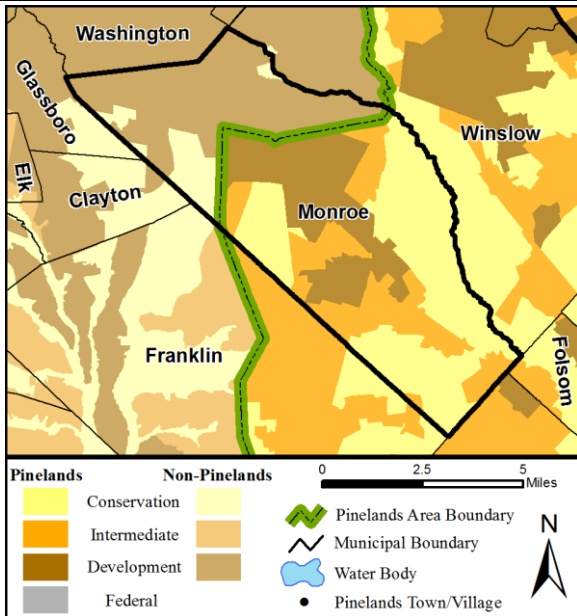 Washington
Glassboro
Winslow
Elk
Clayton
Monroe
Franklin
Folsom
Pinelands Non-Pinelands
Conservation
Intermediate
Development
Federal
0 2.5 5
Miles
Pinelands Area Boundary
Municipal Boundary
Water Body
Pinelands Town/Village
N